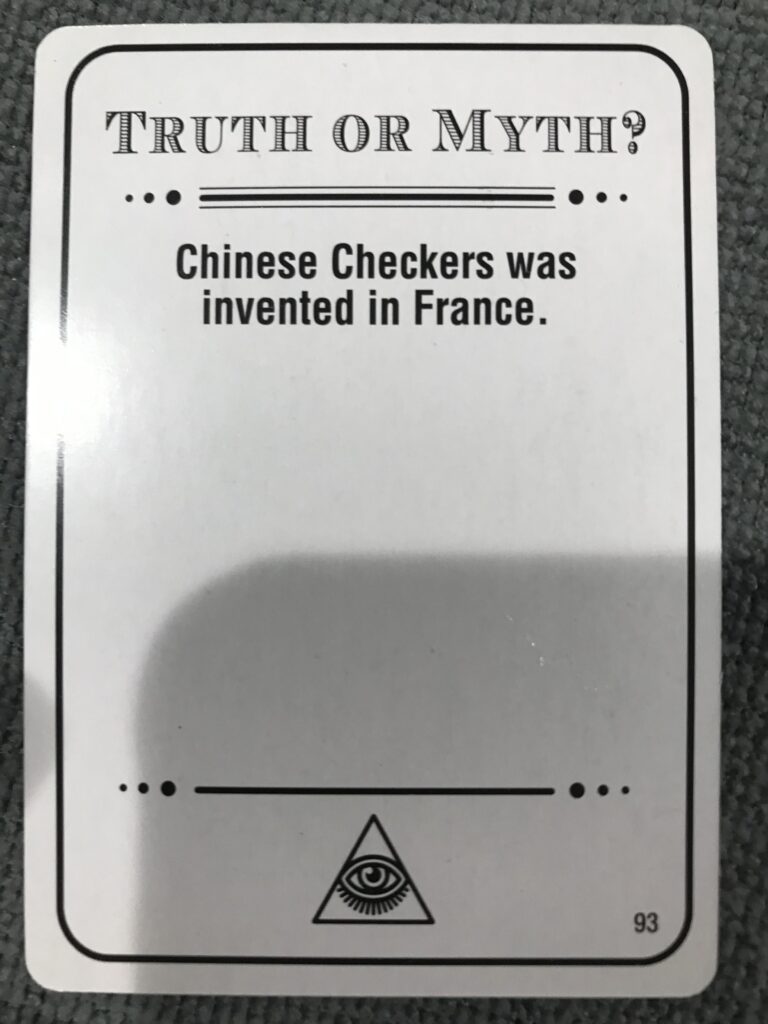 TRUTH OR MYTH?
Chinese Checkers was
invented in France.
93